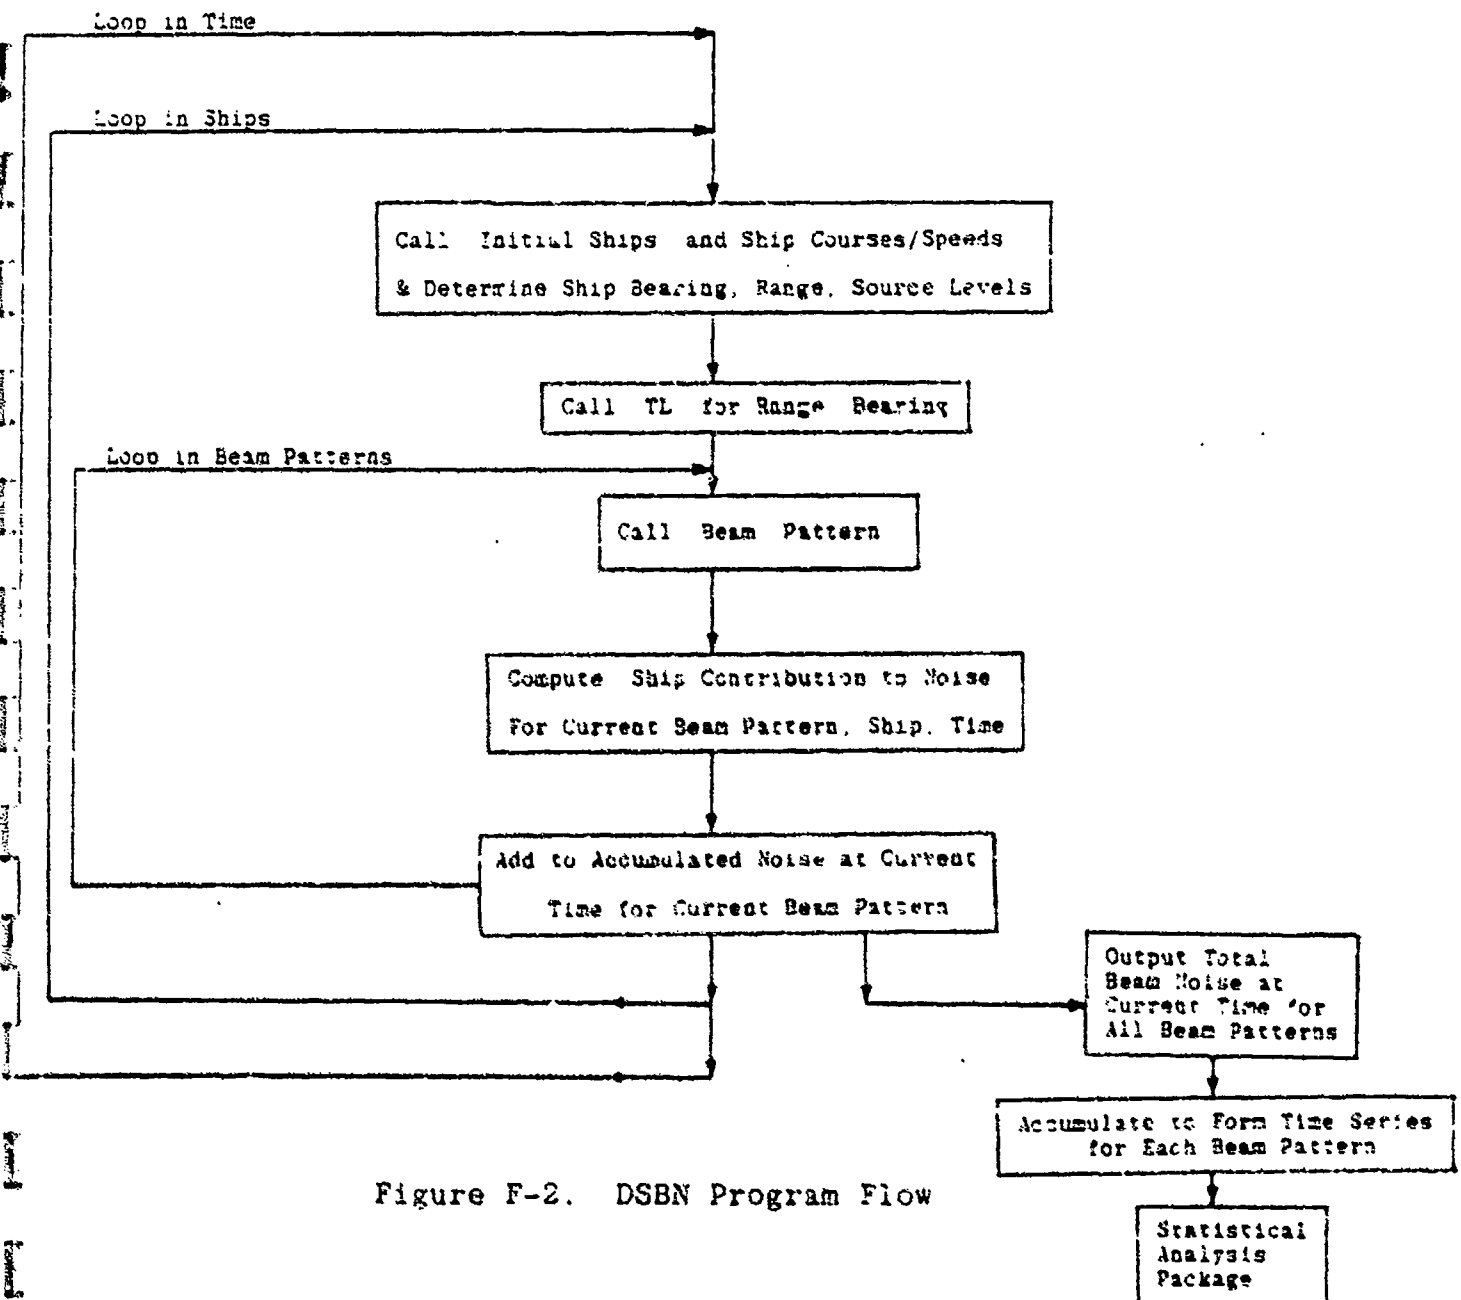 Loop in Time
Loop in Ships
Call Initial Ships and Ship Courses/Speeds
& Determine Ship Bearing, Range, Source Levels
Call TL for Range Bearing
Loop in Beam Patterns
Call Beam Pattern
Compute Ship Contribution to Noise
For Current Beam Pattern, Ship, Time
Add to Accumulated Noise at Current
Time for Current Beam Pattern
Output Total
Beam Noise at
Current Time for
All Beam Patterns
Accumulate to Form Time Series
for Each Beam Pattern
Figure F-2. DSBN Program Flow
Statistical
Analysis
Package